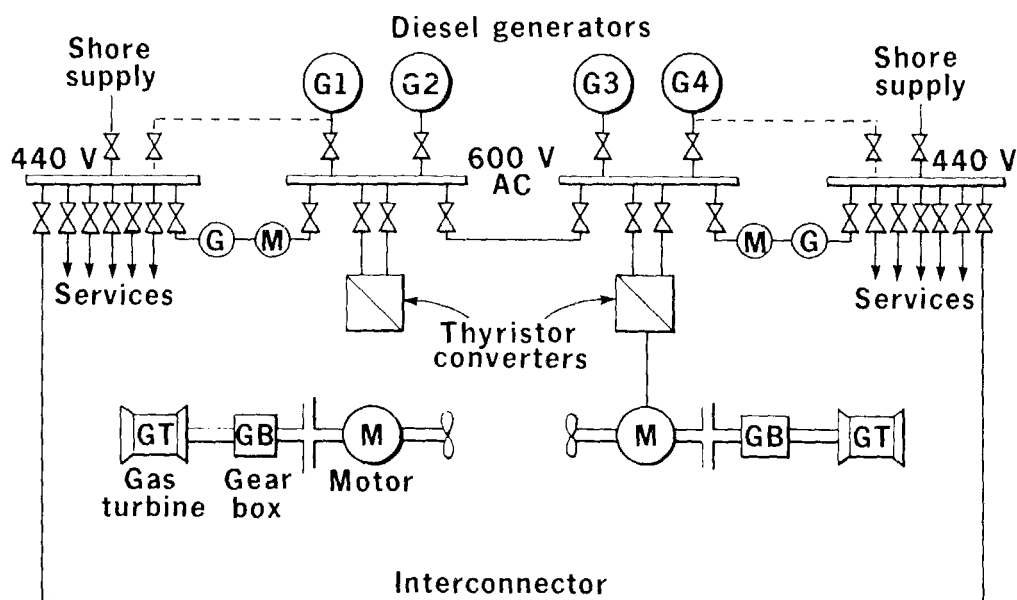 Diesel generators
Shore
supply
G1
G2
G3
G4
Shore
supply
440 V
600 V
AC
440 V
G
M
M
G
Services
Services
Thyristor
converters
GT
GB
M
M
GB
GT
Gas
turbine
Gear
box
Motor
Interconnector